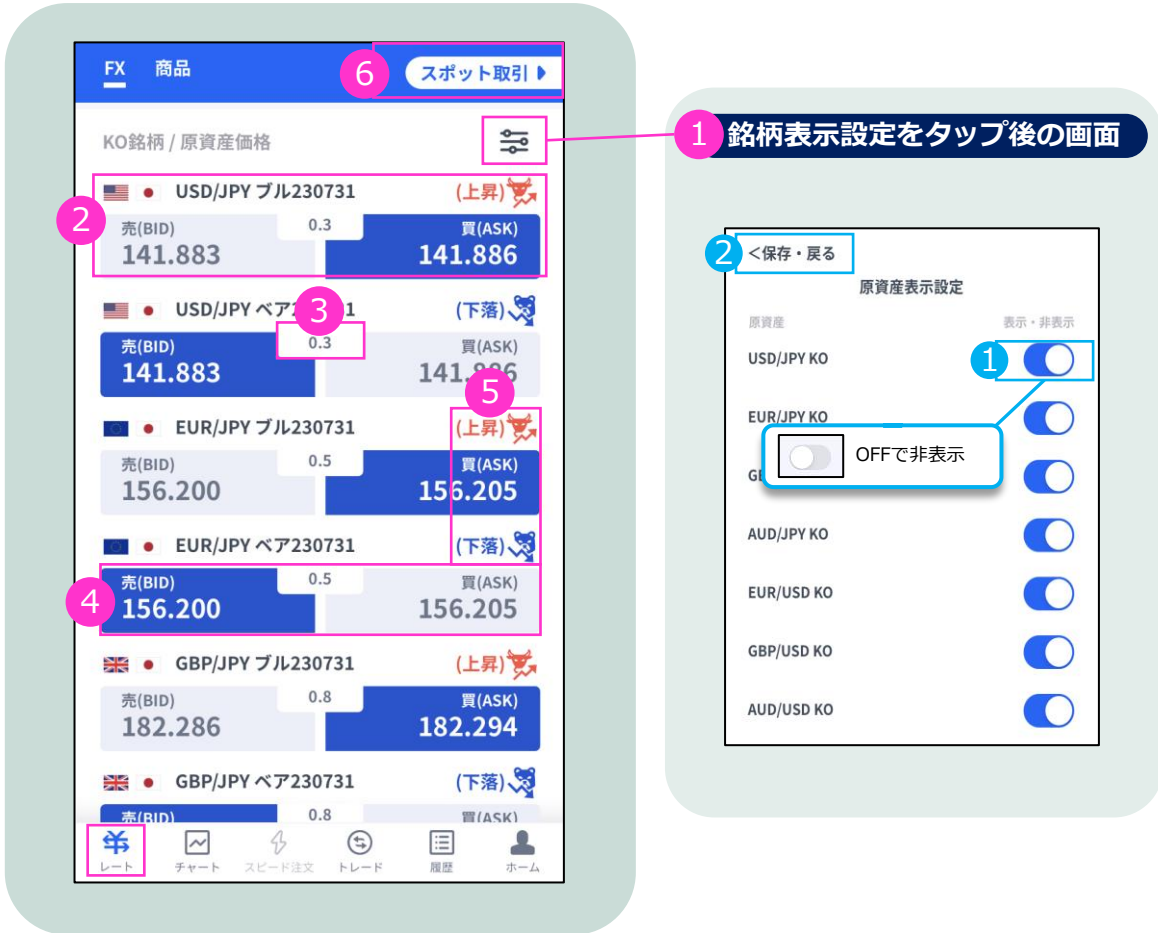 FX 商品
6
スポット取引
KO銘柄 / 原資産価格
2
USD/JPY ブル230731 (上昇)
売(BID) 0.3 買(ASK)
141.883 141.886
USD/JPY ベア 1 (下落)
3
売(BID) 0.3 買(ASK)
141.883
5
EUR/JPY ブル230731 (上昇)
売(BID) 0.5 買(ASK)
156.200 156.205
EUR/JPY ベア230731 (下落)
4
売(BID) 0.5 買(ASK)
156.200 156.205
GBP/JPY ブル230731 (上昇)
売(BID) 0.8 買(ASK)
182.286 182.294
GBP/JPY ベア230731 (下落)
売(BID) 0.8 買(ASK)
レート チャート スピード注文 トレード 履歴 ホーム
1 銘柄表示設定をタップ後の画面
2 <保存・戻る
原資産表示設定
原資産 表示・非表示
USD/JPY KO
1
EUR/JPY KO
OFFで非表示
AUD/JPY KO
EUR/USD KO
GBP/USD KO
AUD/USD KO